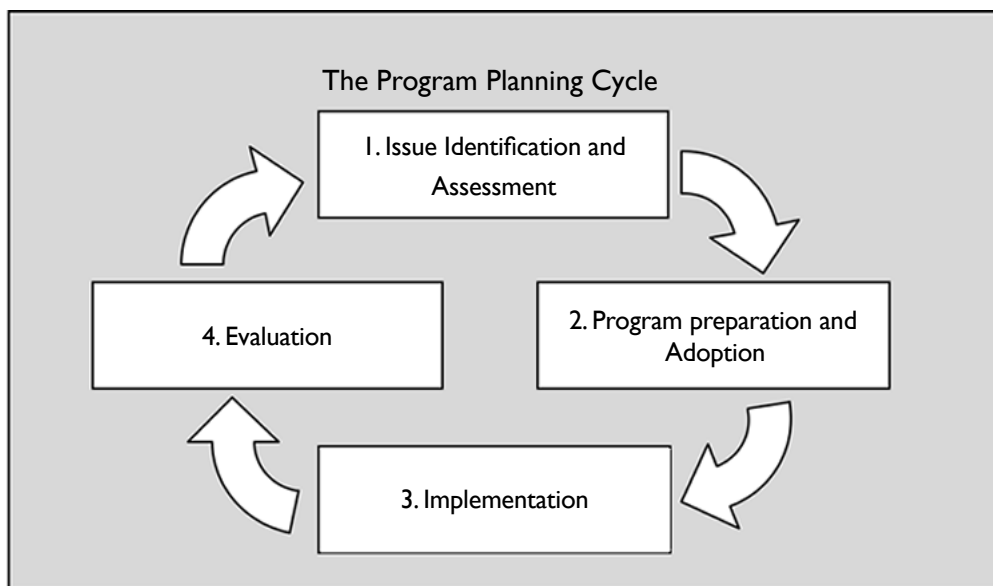 The Program Planning Cycle
1. Issue Identification and
Assessment
2. Program preparation and
Adoption
3. Implementation
4. Evaluation